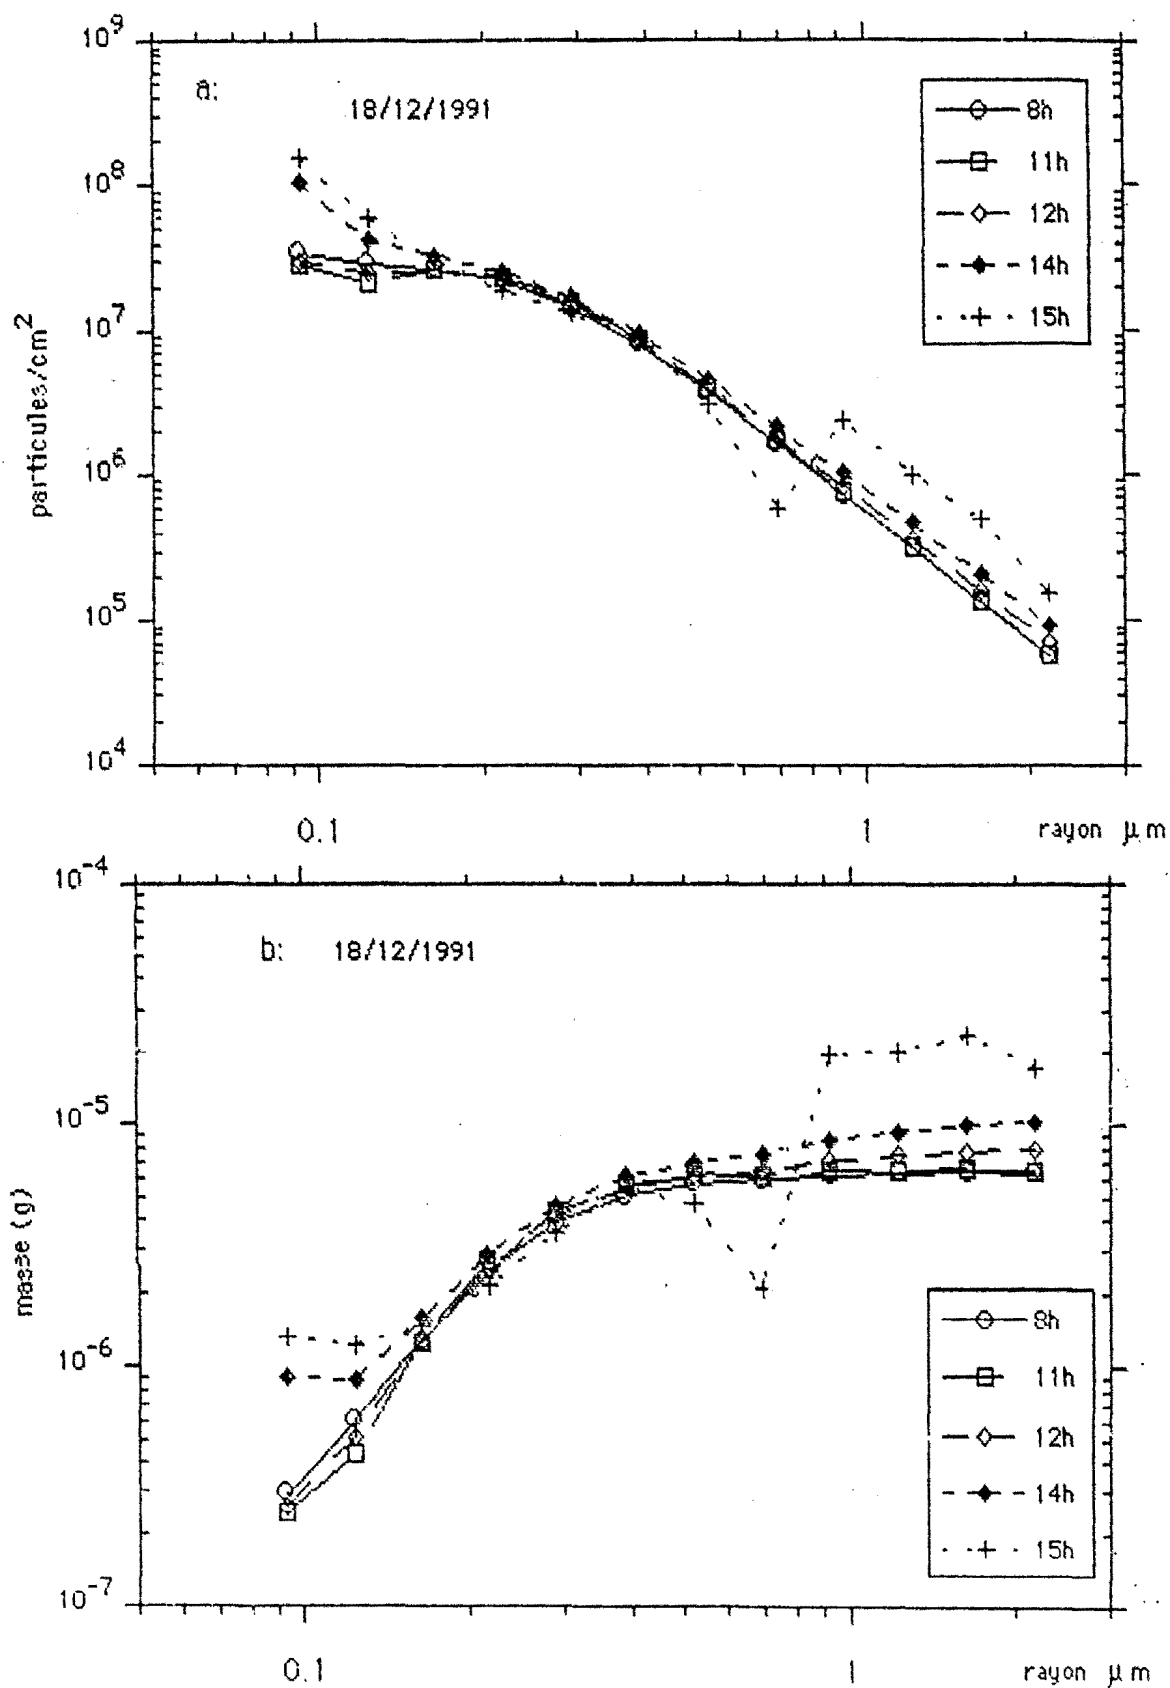 10^9
a:
18/12/1991
8h
11h
12h
14h
15h
10^8
10^7
particules/cm^2
10^6
10^5
10^4
0.1
1
rayon μm
10^-4
b:
18/12/1991
10^-5
masse (g)
8h
11h
12h
14h
15h
10^-6
10^-7
0.1
1
rayon μm